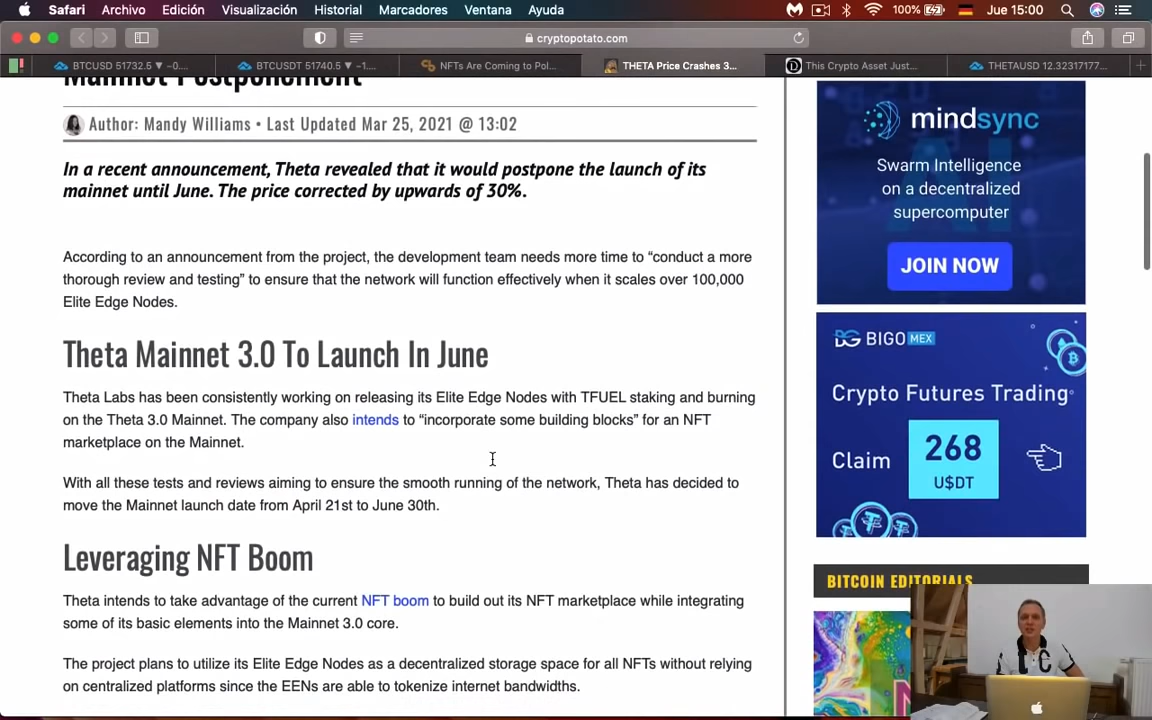 Safari Archivo Edición Visualización Historial Marcadores Ventana Ayuda 100% Jue 15:00
cryptopotato.com
BTCUSD 51732.5 ▼ −0.... BTCUSDT 51740.5 ▼ −1.... NFTs Are Coming to Pol... THETA Price Crashes 3... This Crypto Asset Just... THETAUSD 12.32317177...
Mainnet Postponement
Author: Mandy Williams • Last Updated Mar 25, 2021 @ 13:02
In a recent announcement, Theta revealed that it would postpone the launch of its
mainnet until June. The price corrected by upwards of 30%.
According to an announcement from the project, the development team needs more time to “conduct a more
thorough review and testing” to ensure that the network will function effectively when it scales over 100,000
Elite Edge Nodes.
Theta Mainnet 3.0 To Launch In June
Theta Labs has been consistently working on releasing its Elite Edge Nodes with TFUEL staking and burning
on the Theta 3.0 Mainnet. The company also intends to “incorporate some building blocks” for an NFT
marketplace on the Mainnet.
With all these tests and reviews aiming to ensure the smooth running of the network, Theta has decided to
move the Mainnet launch date from April 21st to June 30th.
Leveraging NFT Boom
Theta intends to take advantage of the current NFT boom to build out its NFT marketplace while integrating
some of its basic elements into the Mainnet 3.0 core.
The project plans to utilize its Elite Edge Nodes as a decentralized storage space for all NFTs without relying
on centralized platforms since the EENs are able to tokenize internet bandwidths.
mindsync
Swarm Intelligence
on a decentralized
supercomputer
JOIN NOW
BIGO MEX
Crypto Futures Trading
Claim 268
U$DT
BITCOIN EDITORIALS